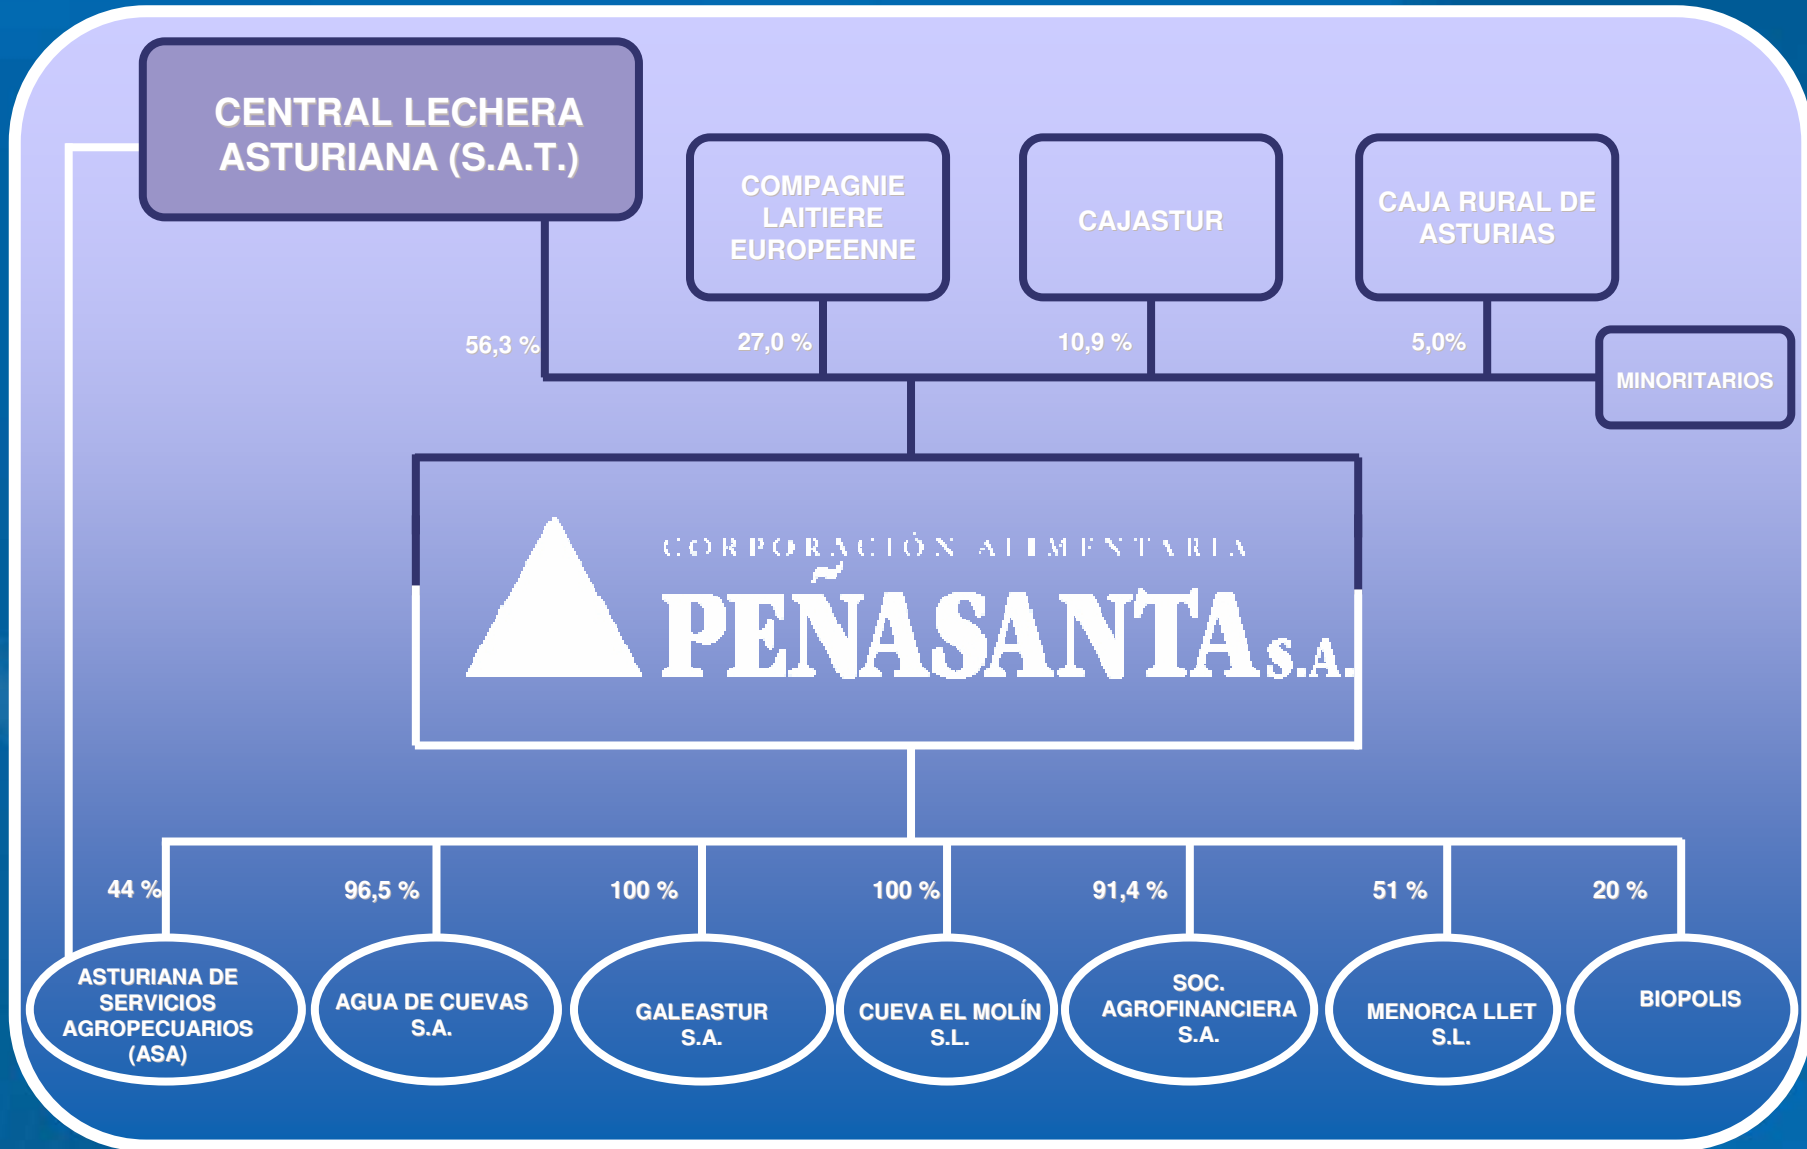 CENTRAL LECHERA
ASTURIANA (S.A.T.)
COMPAGNIE
LAITIERE
EUROPEENNE
CAJASTUR
CAJA RURAL DE
ASTURIAS
56,3 %
27,0 %
10,9 %
5,0%
MINORITARIOS
CORPORACIÓN ALIMENTARIA
PEÑASANTA S.A.
44 %
96,5 %
100 %
100 %
91,4 %
51 %
20 %
ASTURIANA DE
SERVICIOS
AGROPECUARIOS
(ASA)
AGUA DE CUEVAS
S.A.
GALEASTUR
S.A.
CUEVA EL MOLÍN
S.L.
SOC.
AGROFINANCIERA
S.A.
MENORCA LLET
S.L.
BIOPOLIS